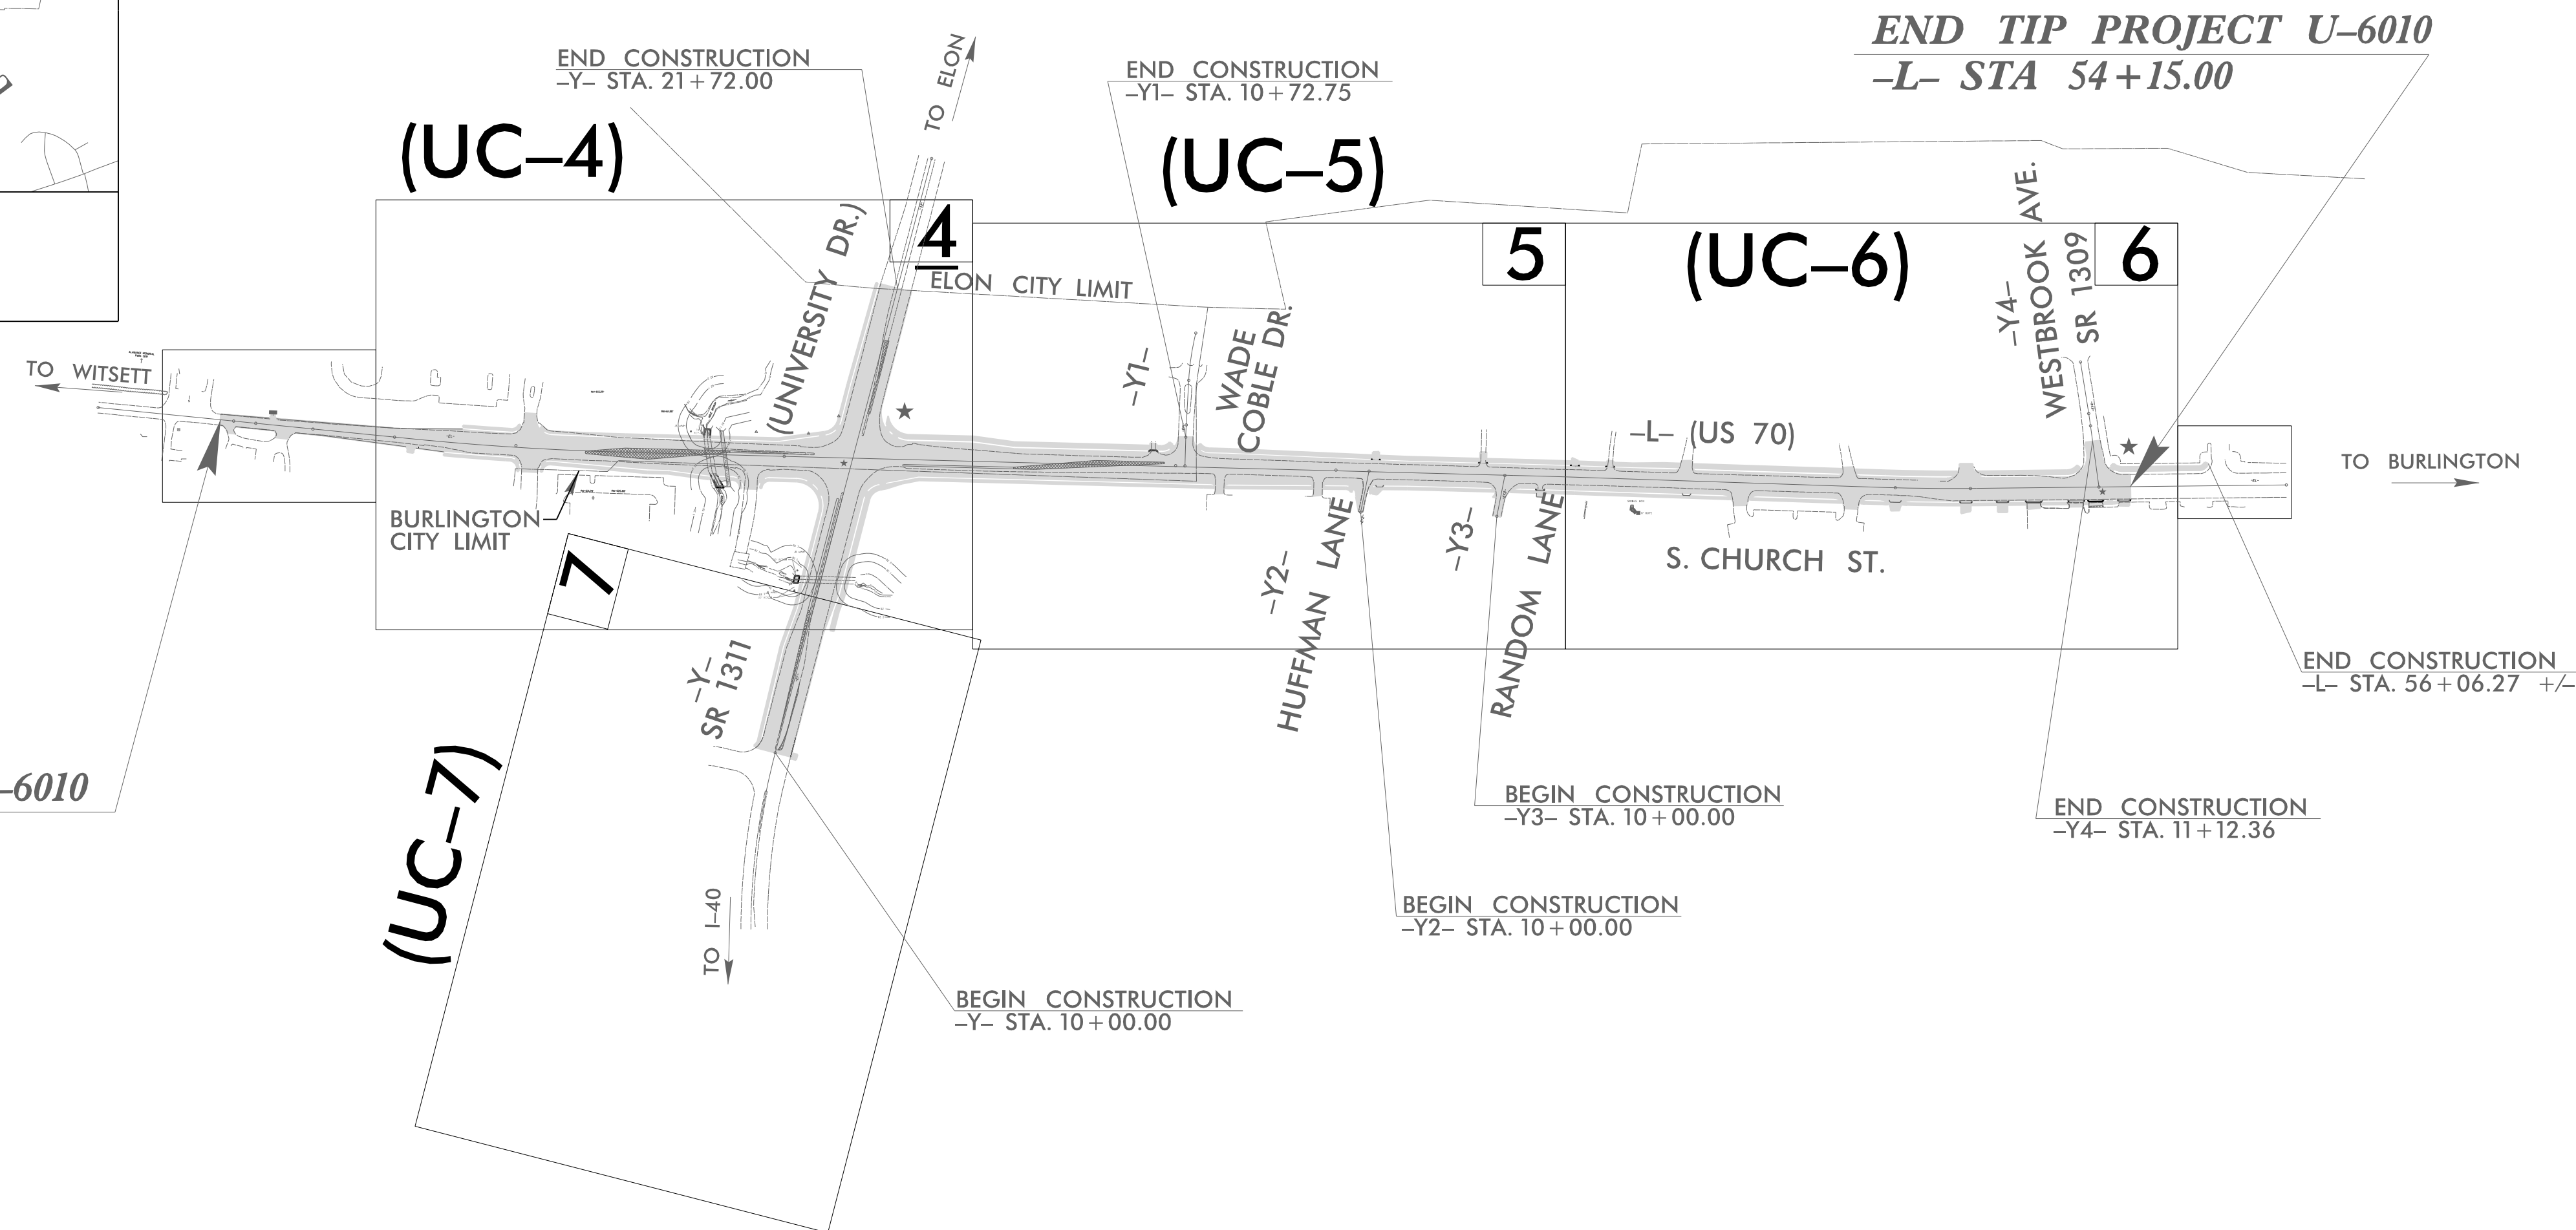 END TIP PROJECT U–6010
–L– STA 54+15.00
END CONSTRUCTION
–Y– STA. 21+72.00
TO ELON
END CONSTRUCTION
–Y1– STA. 10+72.75
(UC–4)
(UC–5)
4
5
(UC–6)
6
(UNIVERSITY DR.)
ELON CITY LIMIT
–Y1–
WADE
COBLE DR.
–Y4–
WESTBROOK AVE.
SR 1309
TO WITSETT
–L– (US 70)
TO BURLINGTON
BURLINGTON
CITY LIMIT
7
–Y2–
HUFFMAN LANE
–Y3–
RANDOM LANE
S. CHURCH ST.
–Y–
SR 1311
END CONSTRUCTION
–L– STA. 56+06.27 +/–
–6010
(UC–7)
BEGIN CONSTRUCTION
–Y3– STA. 10+00.00
END CONSTRUCTION
–Y4– STA. 11+12.36
BEGIN CONSTRUCTION
–Y2– STA. 10+00.00
TO I–40
BEGIN CONSTRUCTION
–Y– STA. 10+00.00